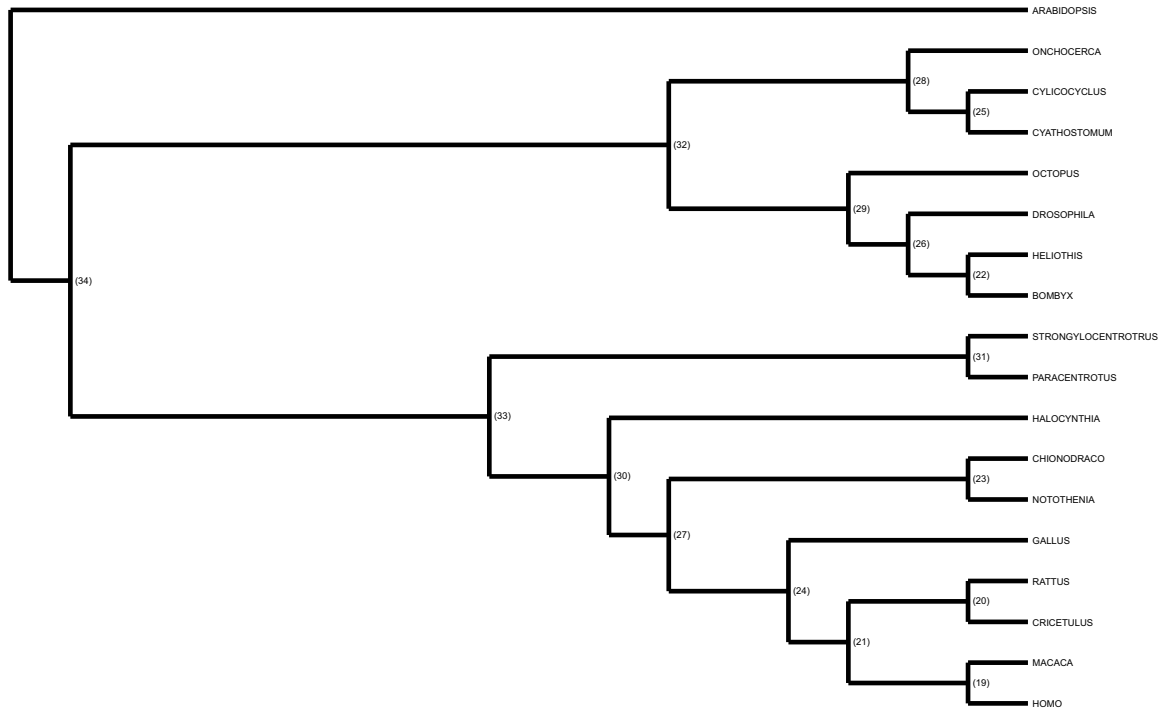 ARABIDOPSIS
ONCHOCERCA
(28)
CYLICOCYCLUS
(25)
CYATHOSTOMUM
(32)
OCTOPUS
(29)
DROSOPHILA
(26)
HELIOTHIS
(22)
(34)
BOMBYX
STRONGYLOCENTROTRUS
(31)
PARACENTROTUS
(33)
HALOCYNTHIA
CHIONODRACO
(30)
(23)
NOTOTHENIA
(27)
GALLUS
RATTUS
(24)
(20)
CRICETULUS
(21)
MACACA
(19)
HOMO